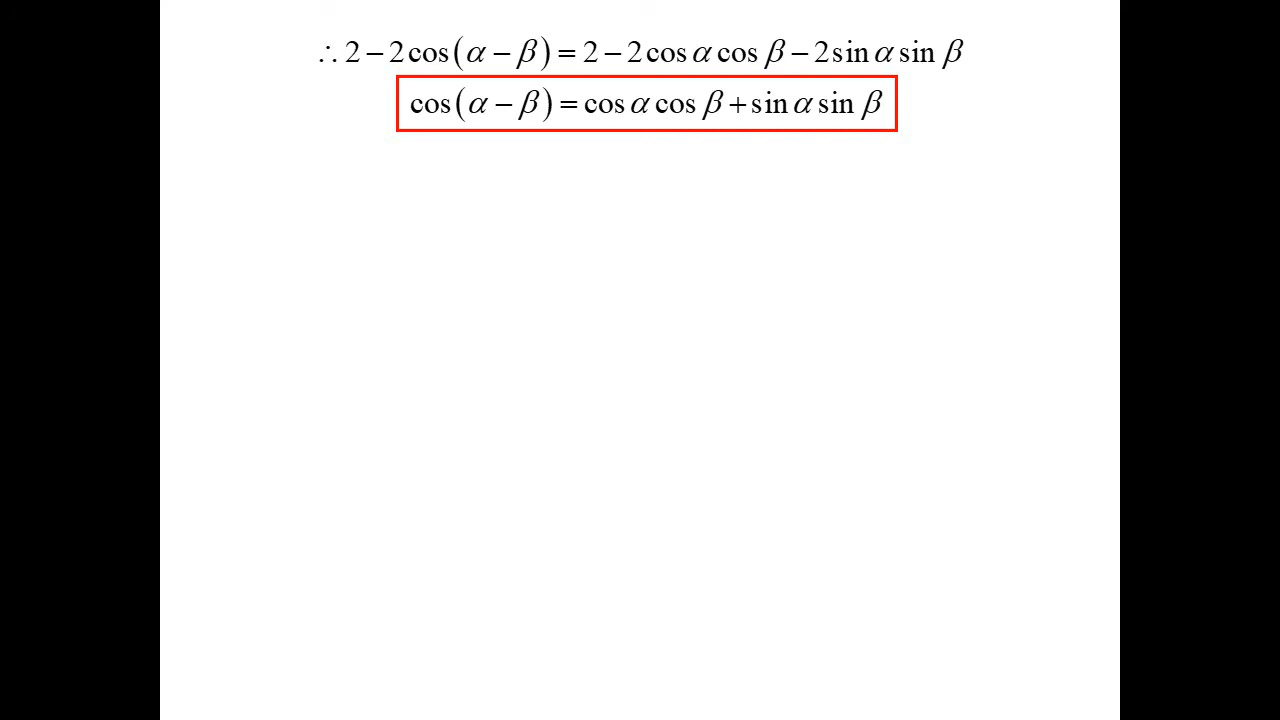 ∴ 2 − 2cos(α − β) = 2 − 2cos α cos β − 2sin α sin β
cos(α − β) = cos α cos β + sin α sin β